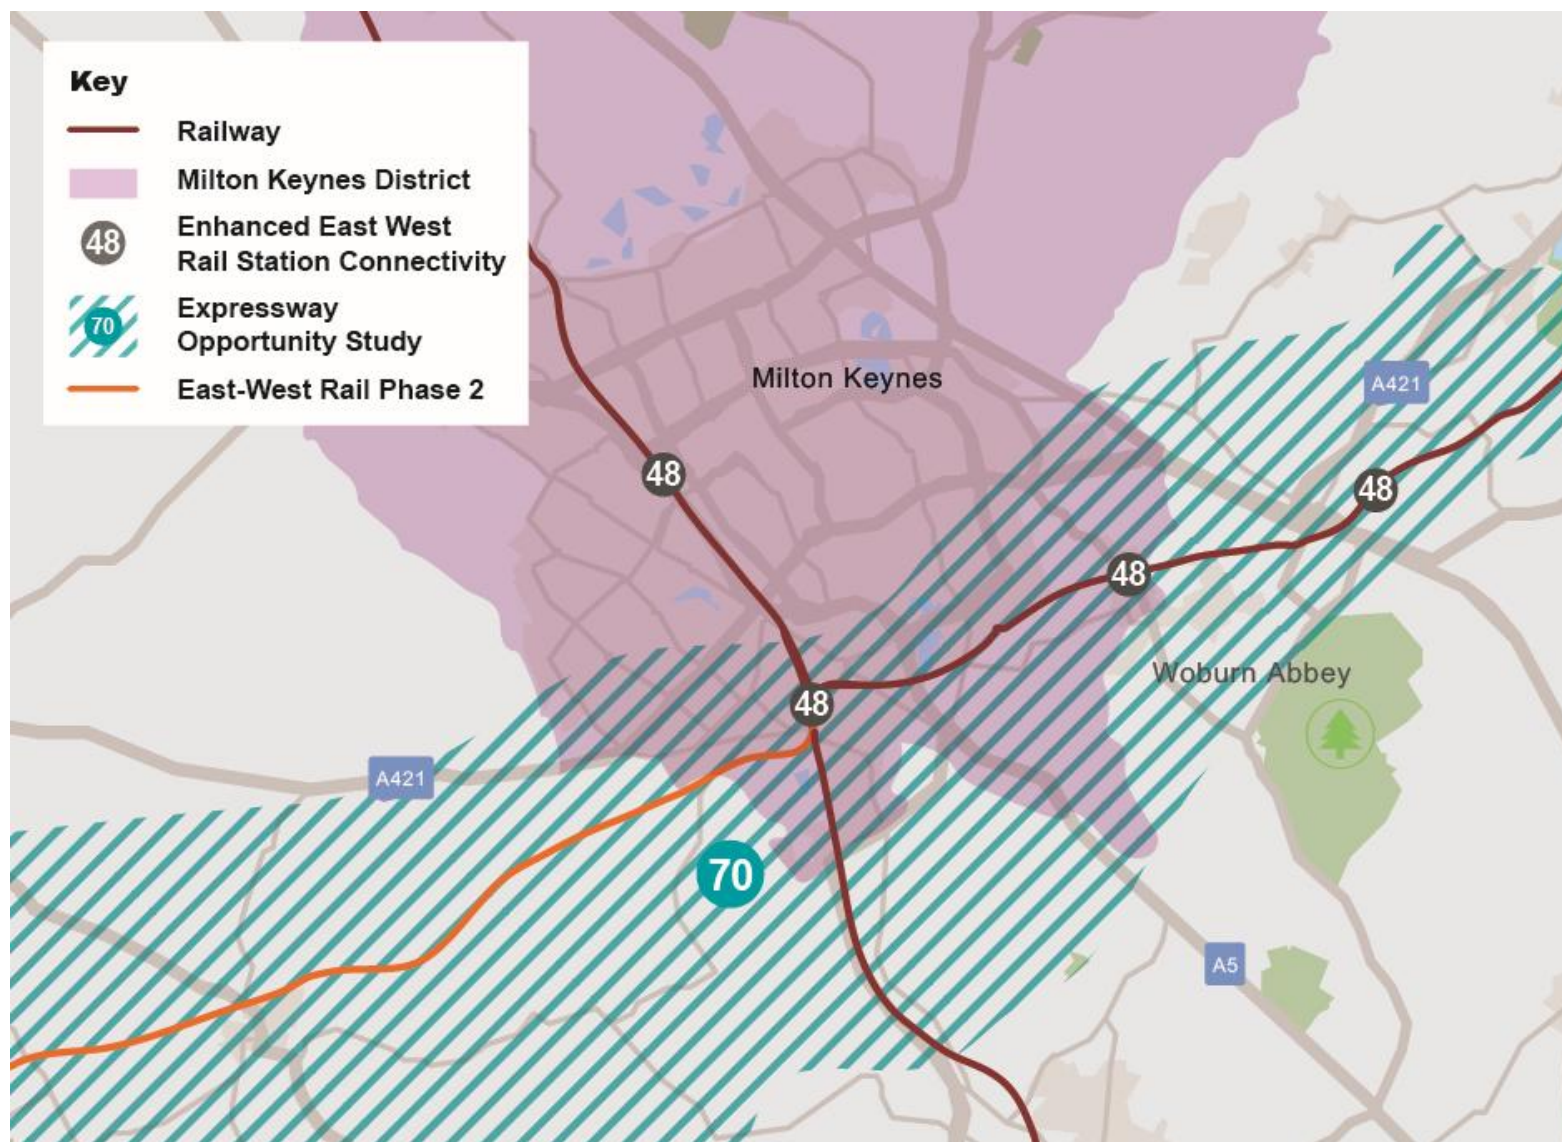 Key
Railway
Milton Keynes District
48
Enhanced East West
Rail Station Connectivity
70
Expressway
Opportunity Study
East-West Rail Phase 2
Milton Keynes
A421
48
48
48
Woburn Abbey
48
A421
70
A5